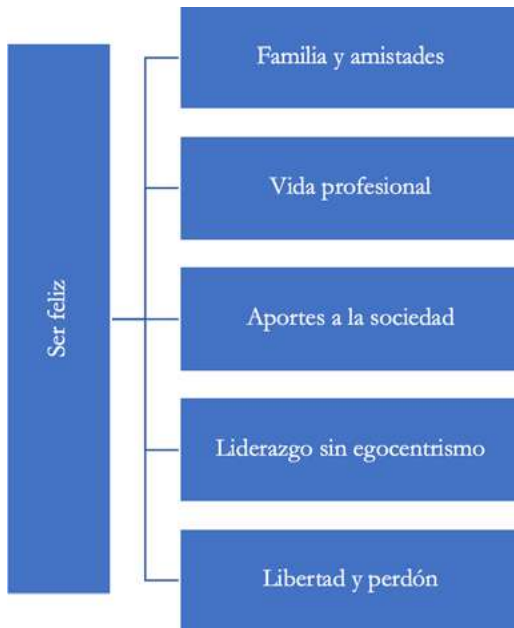 Ser feliz
Familia y amistades
Vida profesional
Aportes a la sociedad
Liderazgo sin egocentrismo
Libertad y perdón